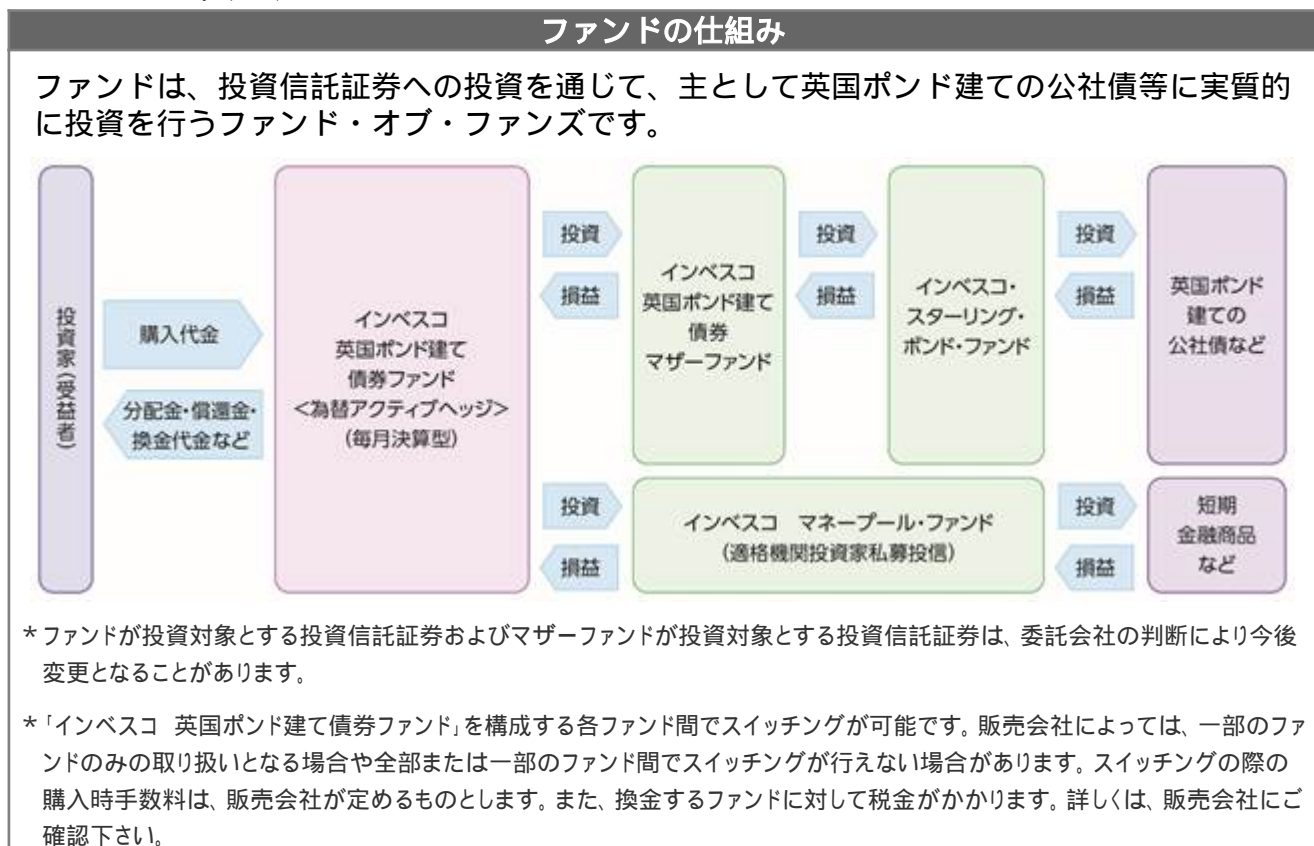 ファンドの仕組み
ファンドは、投資信託証券への投資を通じて、主として英国ポンド建ての公社債等に実質的
に投資を行うファンド・オブ・ファンズです。
投資家(受益者)
購入代金
分配金・償還金・
換金代金など
インベスコ
英国ポンド建て
債券ファンド
<為替アクティブヘッジ>
(毎月決算型)
投資
損益
インベスコ
英国ポンド建て
債券
マザーファンド
投資
損益
インベスコ・
スターリング・
ボンド・ファンド
投資
損益
英国ポンド
建ての
公社債など
投資
損益
インベスコ マネープール・ファンド
(適格機関投資家私募投信)
投資
損益
短期
金融商品
など
*ファンドが投資対象とする投資信託証券およびマザーファンドが投資対象とする投資信託証券は、委託会社の判断により今後
変更となることがあります。
*「インベスコ 英国ポンド建て債券ファンド」を構成する各ファンド間でスイッチングが可能です。販売会社によっては、一部のファ
ンドのみの取り扱いとなる場合や全部または一部のファンド間でスイッチングが行えない場合があります。スイッチングの際の
購入時手数料は、販売会社が定めるものとします。また、換金するファンドに対して税金がかかります。詳しくは、販売会社にご
確認下さい。